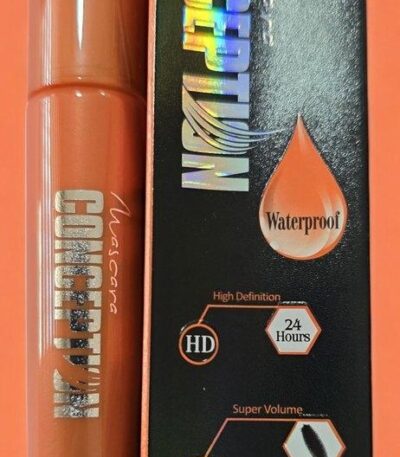 Mascara
CONCEPTION
CEPTION
Waterproof
High Definition
HD
24
Hours
Super Volume